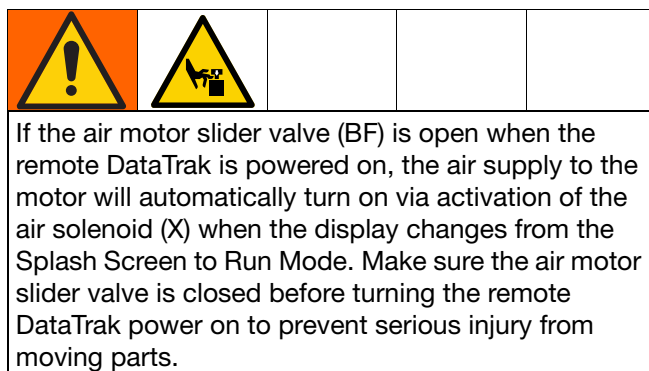 If the air motor slider valve (BF) is open when the
remote DataTrak is powered on, the air supply to the
motor will automatically turn on via activation of the
air solenoid (X) when the display changes from the
Splash Screen to Run Mode. Make sure the air motor
slider valve is closed before turning the remote
DataTrak power on to prevent serious injury from
moving parts.